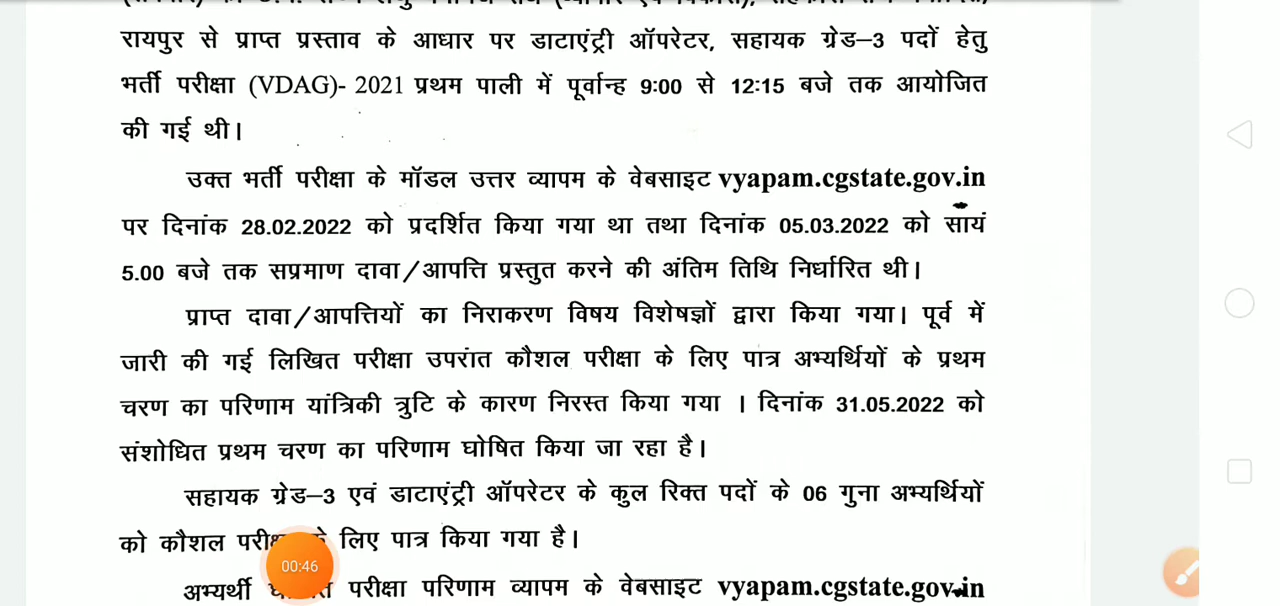 रायपुर से प्राप्त प्रस्ताव के आधार पर डाटाएंट्री ऑपरेटर, सहायक ग्रेड–3 पदों हेतु
भर्ती परीक्षा (VDAG)- 2021 प्रथम पाली में पूर्वान्ह 9:00 से 12:15 बजे तक आयोजित
की गई थी।
उक्त भर्ती परीक्षा के मॉडल उत्तर व्यापम के वेबसाइट vyapam.cgstate.gov.in
पर दिनांक 28.02.2022 को प्रदर्शित किया गया था तथा दिनांक 05.03.2022 को सायं
5.00 बजे तक सप्रमाण दावा/आपत्ति प्रस्तुत करने की अंतिम तिथि निर्धारित थी।
प्राप्त दावा/आपत्तियों का निराकरण विषय विशेषज्ञों द्वारा किया गया। पूर्व में
जारी की गई लिखित परीक्षा उपरांत कौशल परीक्षा के लिए पात्र अभ्यर्थियों के प्रथम
चरण का परिणाम यांत्रिकी त्रुटि के कारण निरस्त किया गया । दिनांक 31.05.2022 को
संशोधित प्रथम चरण का परिणाम घोषित किया जा रहा है।
सहायक ग्रेड–3 एवं डाटाएंट्री ऑपरेटर के कुल रिक्त पदों के 06 गुना अभ्यर्थियों
को कौशल लिए पात्र किया गया है।
00:46
अभ्यर्थी परीक्षा परिणाम व्यापम के वेबसाइट vyapam.cgstate.gov.in